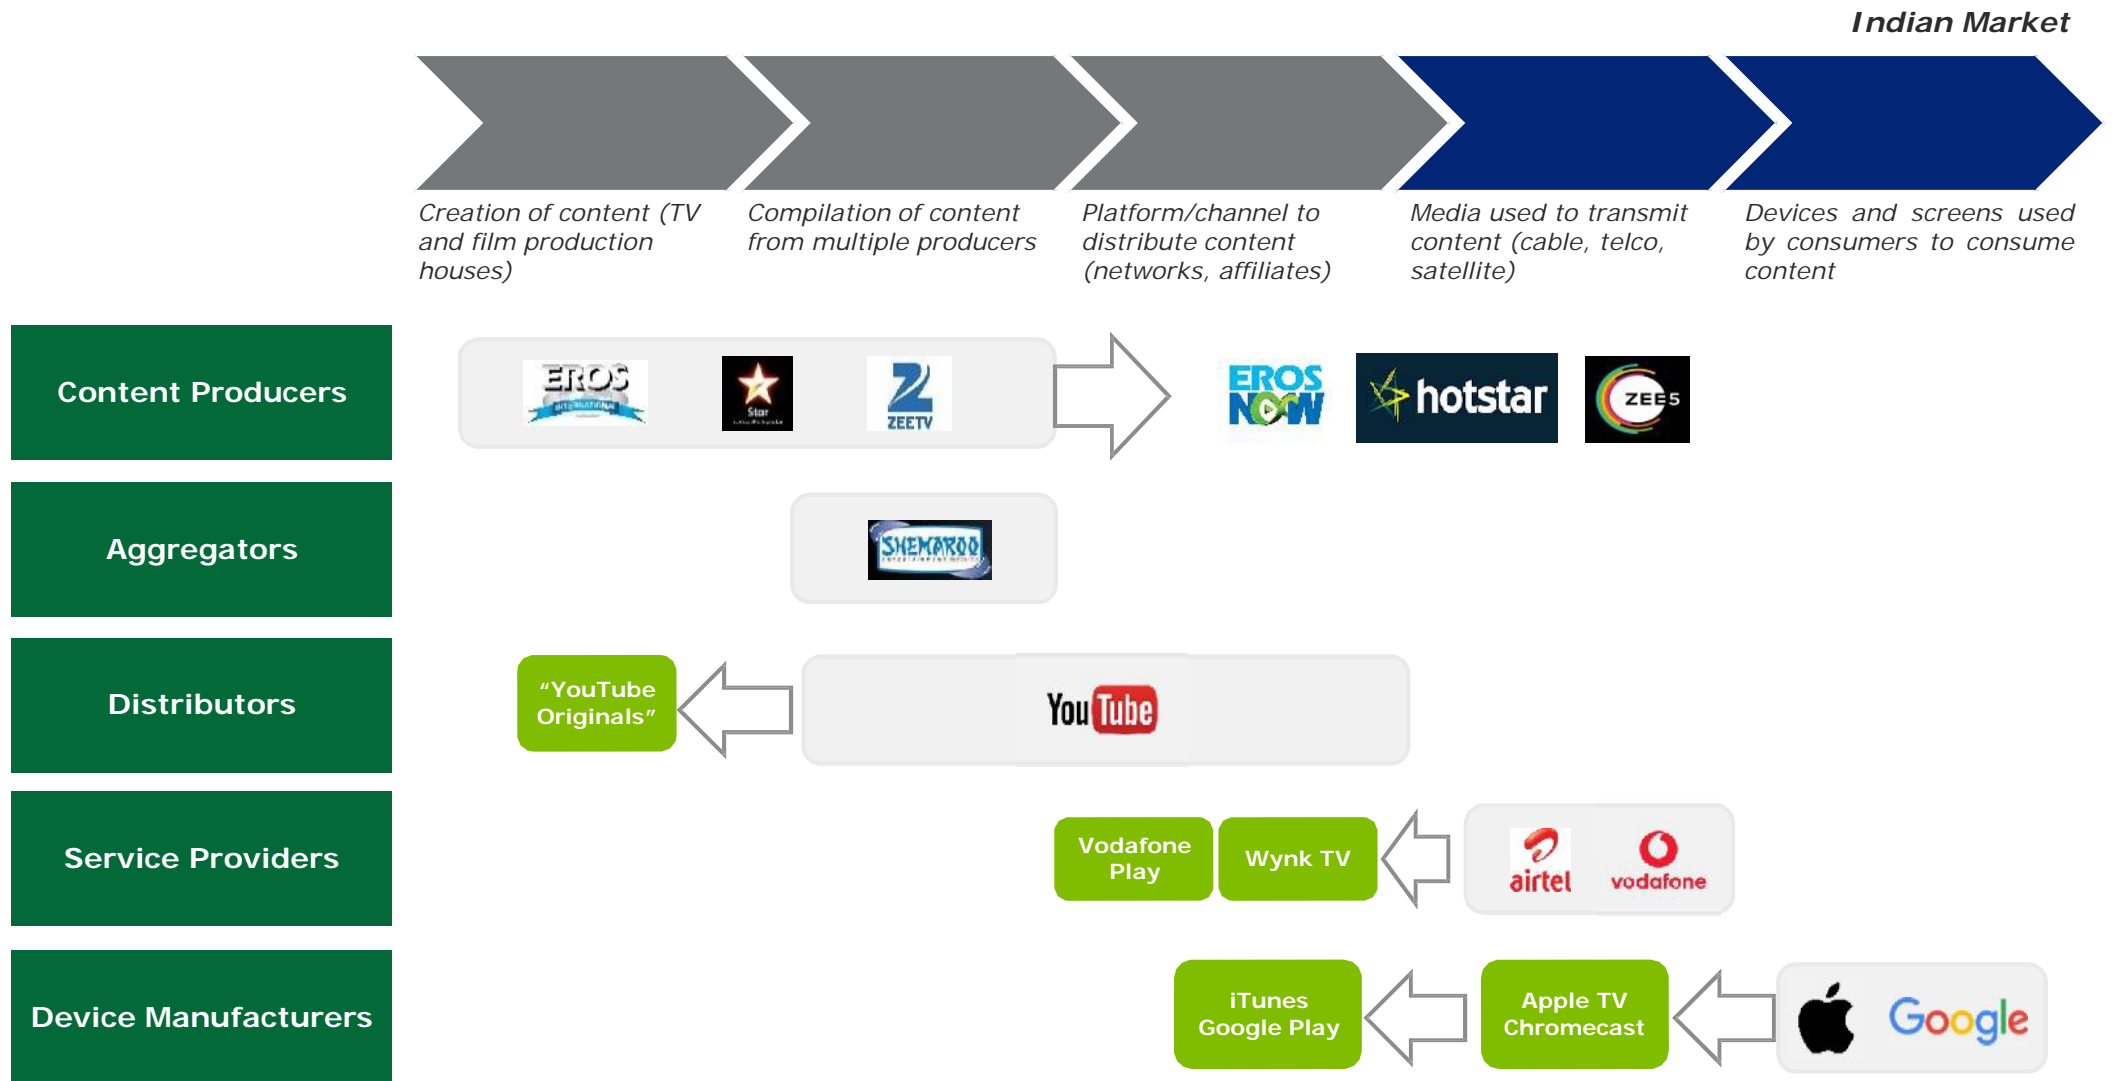 Indian Market
Creation of content (TV
and film production
houses)
Compilation of content
from multiple producers
Platform/channel to
distribute content
(networks, affiliates)
Media used to transmit
content (cable, telco,
satellite)
Devices and screens used
by consumers to consume
content
Content Producers
EROS
INTERNATIONAL
Star
ZEETV
EROS
NOW
hotstar
ZEE5
Aggregators
SHEMAROO
Distributors
“YouTube
Originals”
YouTube
Service Providers
Vodafone
Play
Wynk TV
airtel
vodafone
Device Manufacturers
iTunes
Google Play
Apple TV
Chromecast
Google